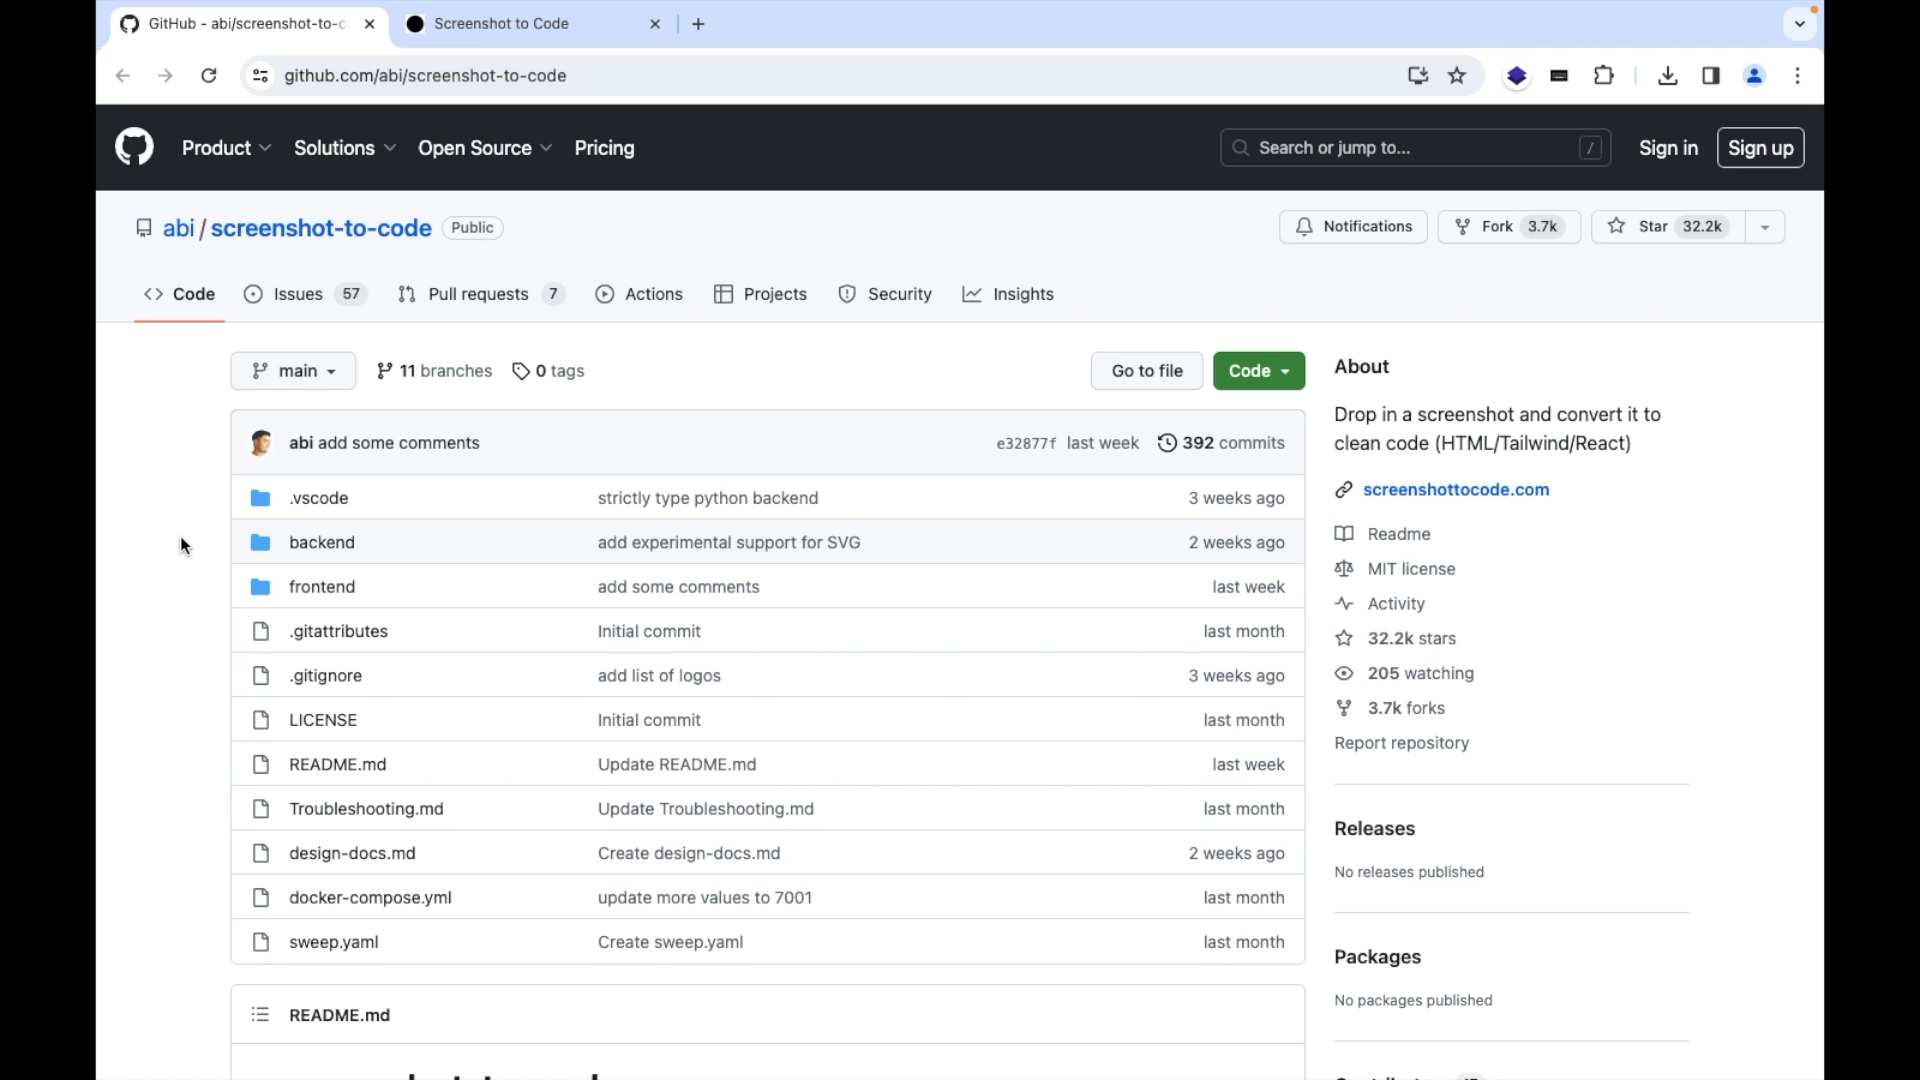 GitHub - abi/screenshot-to-c
Screenshot to Code
github.com/abi/screenshot-to-code
Product
Solutions
Open Source
Pricing
Search or jump to...
/
Sign in
Sign up
abi / screenshot-to-code
Public
Notifications
Fork 3.7k
Star 32.2k
Code
Issues 57
Pull requests 7
Actions
Projects
Security
Insights
main
11 branches
0 tags
Go to file
Code
abi add some comments
e32877f last week
392 commits
.vscode strictly type python backend 3 weeks ago
backend add experimental support for SVG 2 weeks ago
frontend add some comments last week
.gitattributes Initial commit last month
.gitignore add list of logos 3 weeks ago
LICENSE Initial commit last month
README.md Update README.md last week
Troubleshooting.md Update Troubleshooting.md last month
design-docs.md Create design-docs.md 2 weeks ago
docker-compose.yml update more values to 7001 last month
sweep.yaml Create sweep.yaml last month
README.md
About
Drop in a screenshot and convert it to
clean code (HTML/Tailwind/React)
screenshottocode.com
Readme
MIT license
Activity
32.2k stars
205 watching
3.7k forks
Report repository
Releases
No releases published
Packages
No packages published